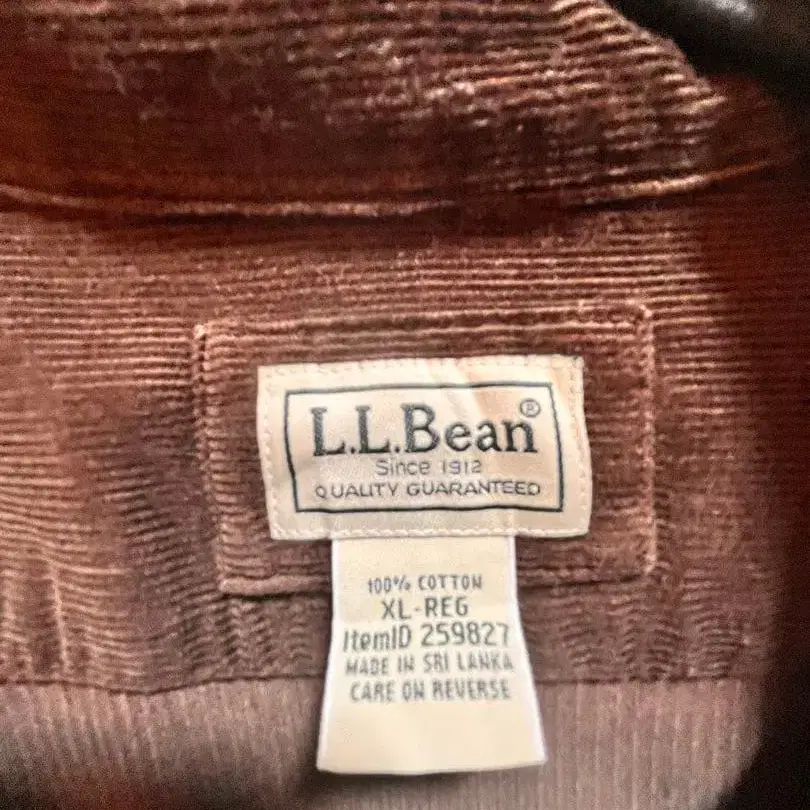 L.L.Bean®
Since 1912
QUALITY GUARANTEED
100% COTTON
XL-REG
ItemID 259827
MADE IN SRI LANKA
CARE ON REVERSE